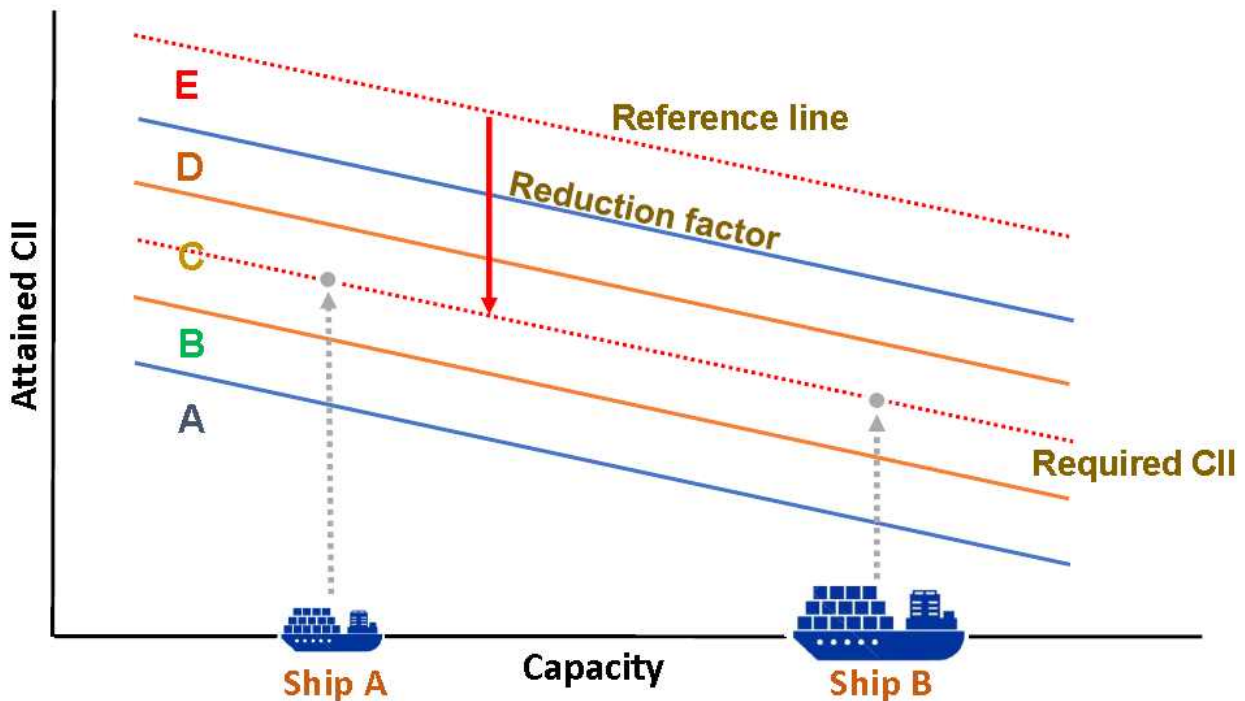 E
Reference line
D
Reduction factor
C
B
A
Attained CII
Required CII
Capacity
Ship A
Ship B